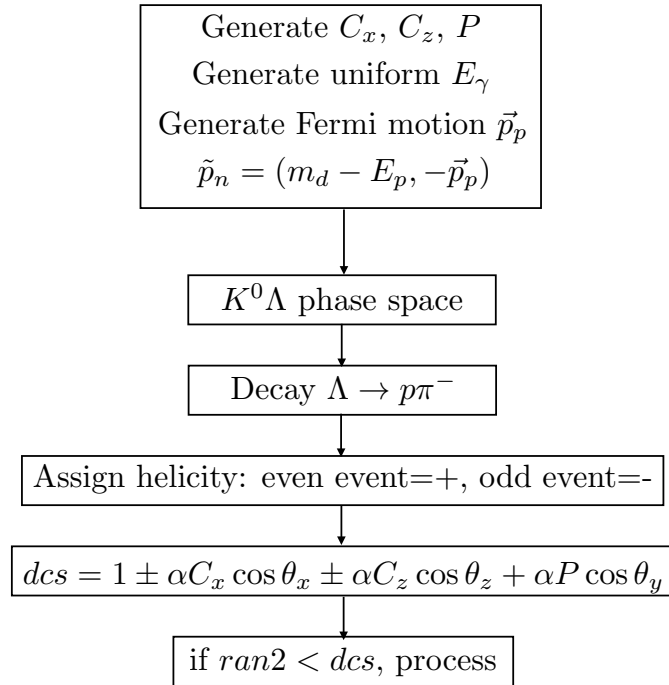 Generate $C_x$, $C_z$, $P$
Generate uniform $E_\gamma$
Generate Fermi motion $\vec{p}_p$
$\tilde{p}_n = (m_d - E_p, -\vec{p}_p)$
$K^0\Lambda$ phase space
Decay $\Lambda \to p\pi^-$
Assign helicity: even event=+, odd event=-
$dcs = 1 \pm \alpha C_x \cos\theta_x \pm \alpha C_z \cos\theta_z + \alpha P \cos\theta_y$
if $ran2 < dcs$, process